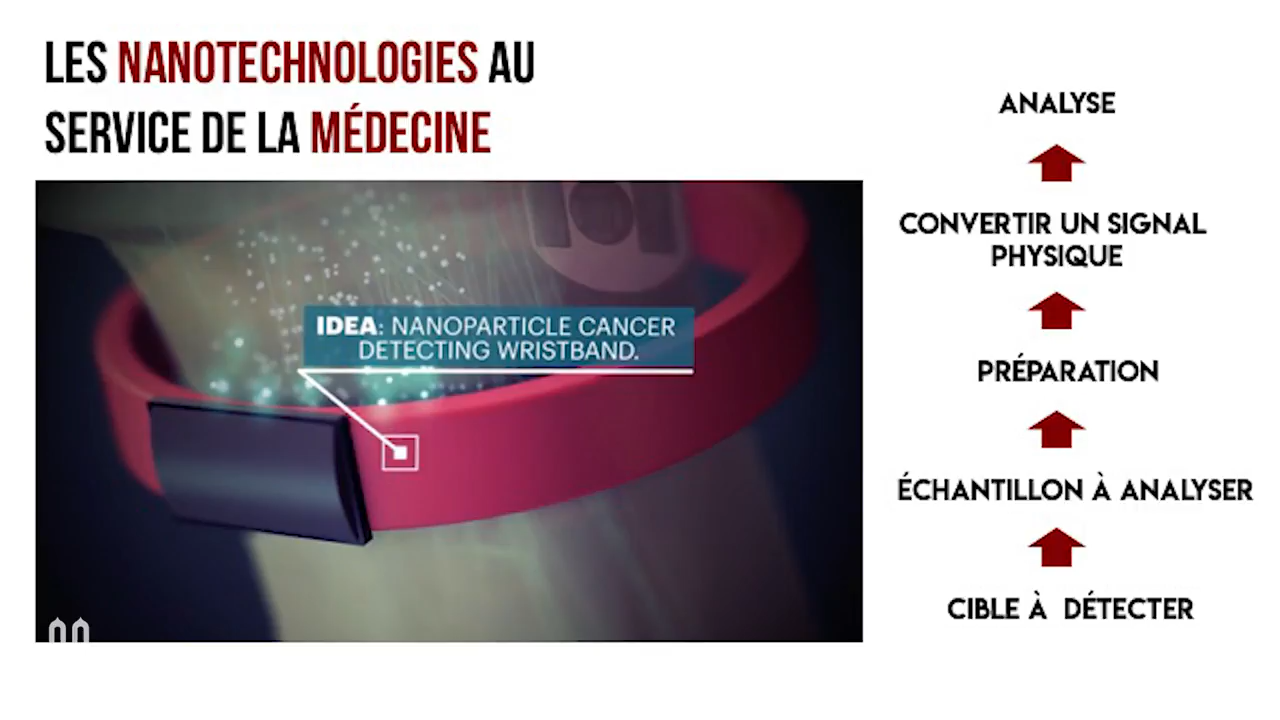 LES NANOTECHNOLOGIES AU
SERVICE DE LA MÉDECINE
IDEA: NANOPARTICLE CANCER
DETECTING WRISTBAND.
ANALYSE
CONVERTIR UN SIGNAL
PHYSIQUE
PRÉPARATION
ÉCHANTILLON À ANALYSER
CIBLE À DÉTECTER